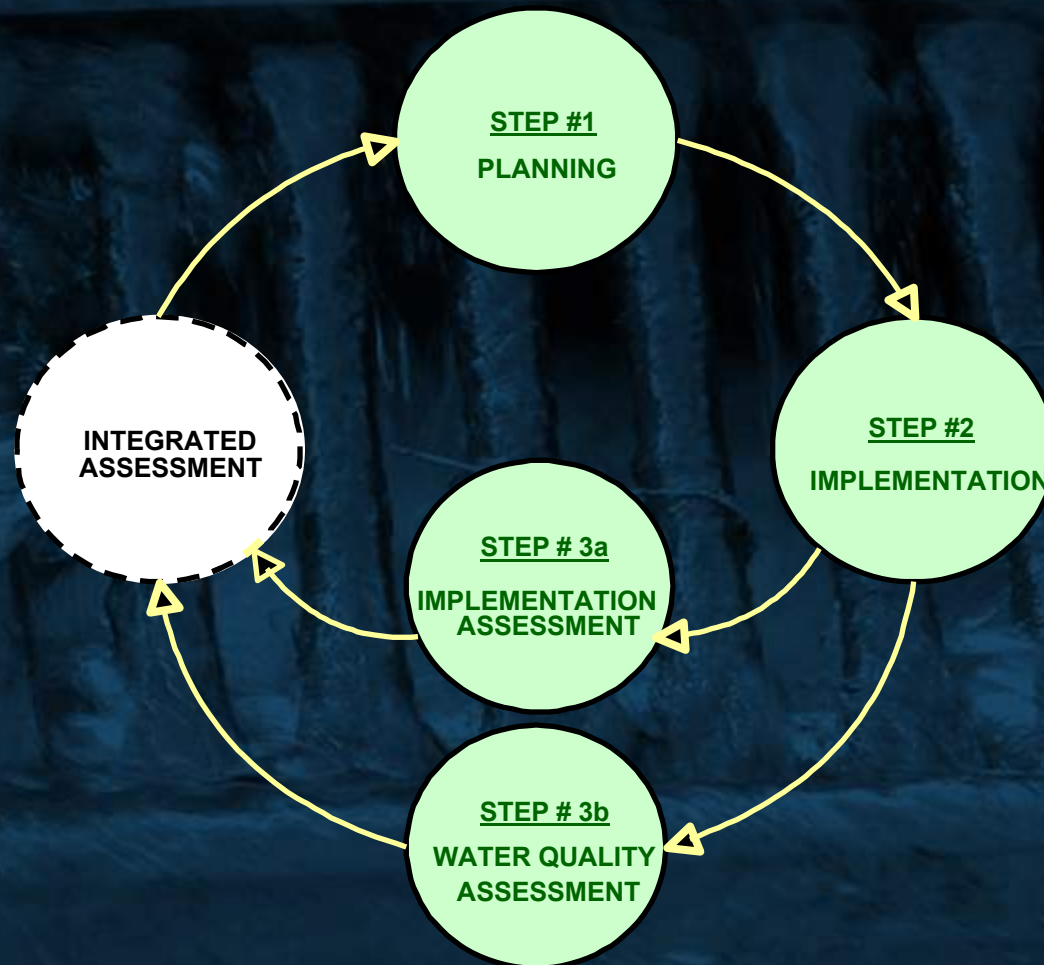 STEP #1
PLANNING
STEP #2
IMPLEMENTATION
INTEGRATED
ASSESSMENT
STEP # 3a
IMPLEMENTATION
ASSESSMENT
STEP # 3b
WATER QUALITY
ASSESSMENT